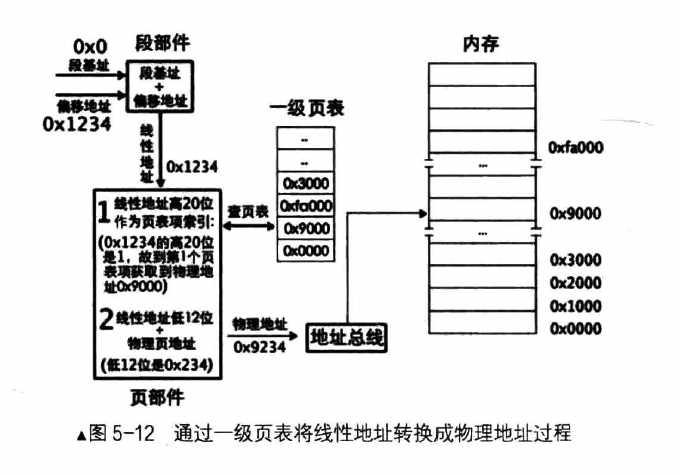 0x0
段基址
偏移地址
0x1234
段部件
段基址
+
偏移地址
线性地址
0x1234
1 线性地址高20位
作为页表项索引:
(0x1234的高20位
是1,故到第1个页
表项获取到物理地
址0x9000)
2 线性地址低12位
+
物理页地址
(低12位是0x234)
页部件
查页表
一级页表
..
..
0x3000
0xfa000
0x9000
0x0000
物理地址
0x9234
地址总线
内存
...
...
0xfa000
0x9000
0x3000
0x2000
0x1000
0x0000
▲图 5-12 通过一级页表将线性地址转换成物理地址过程